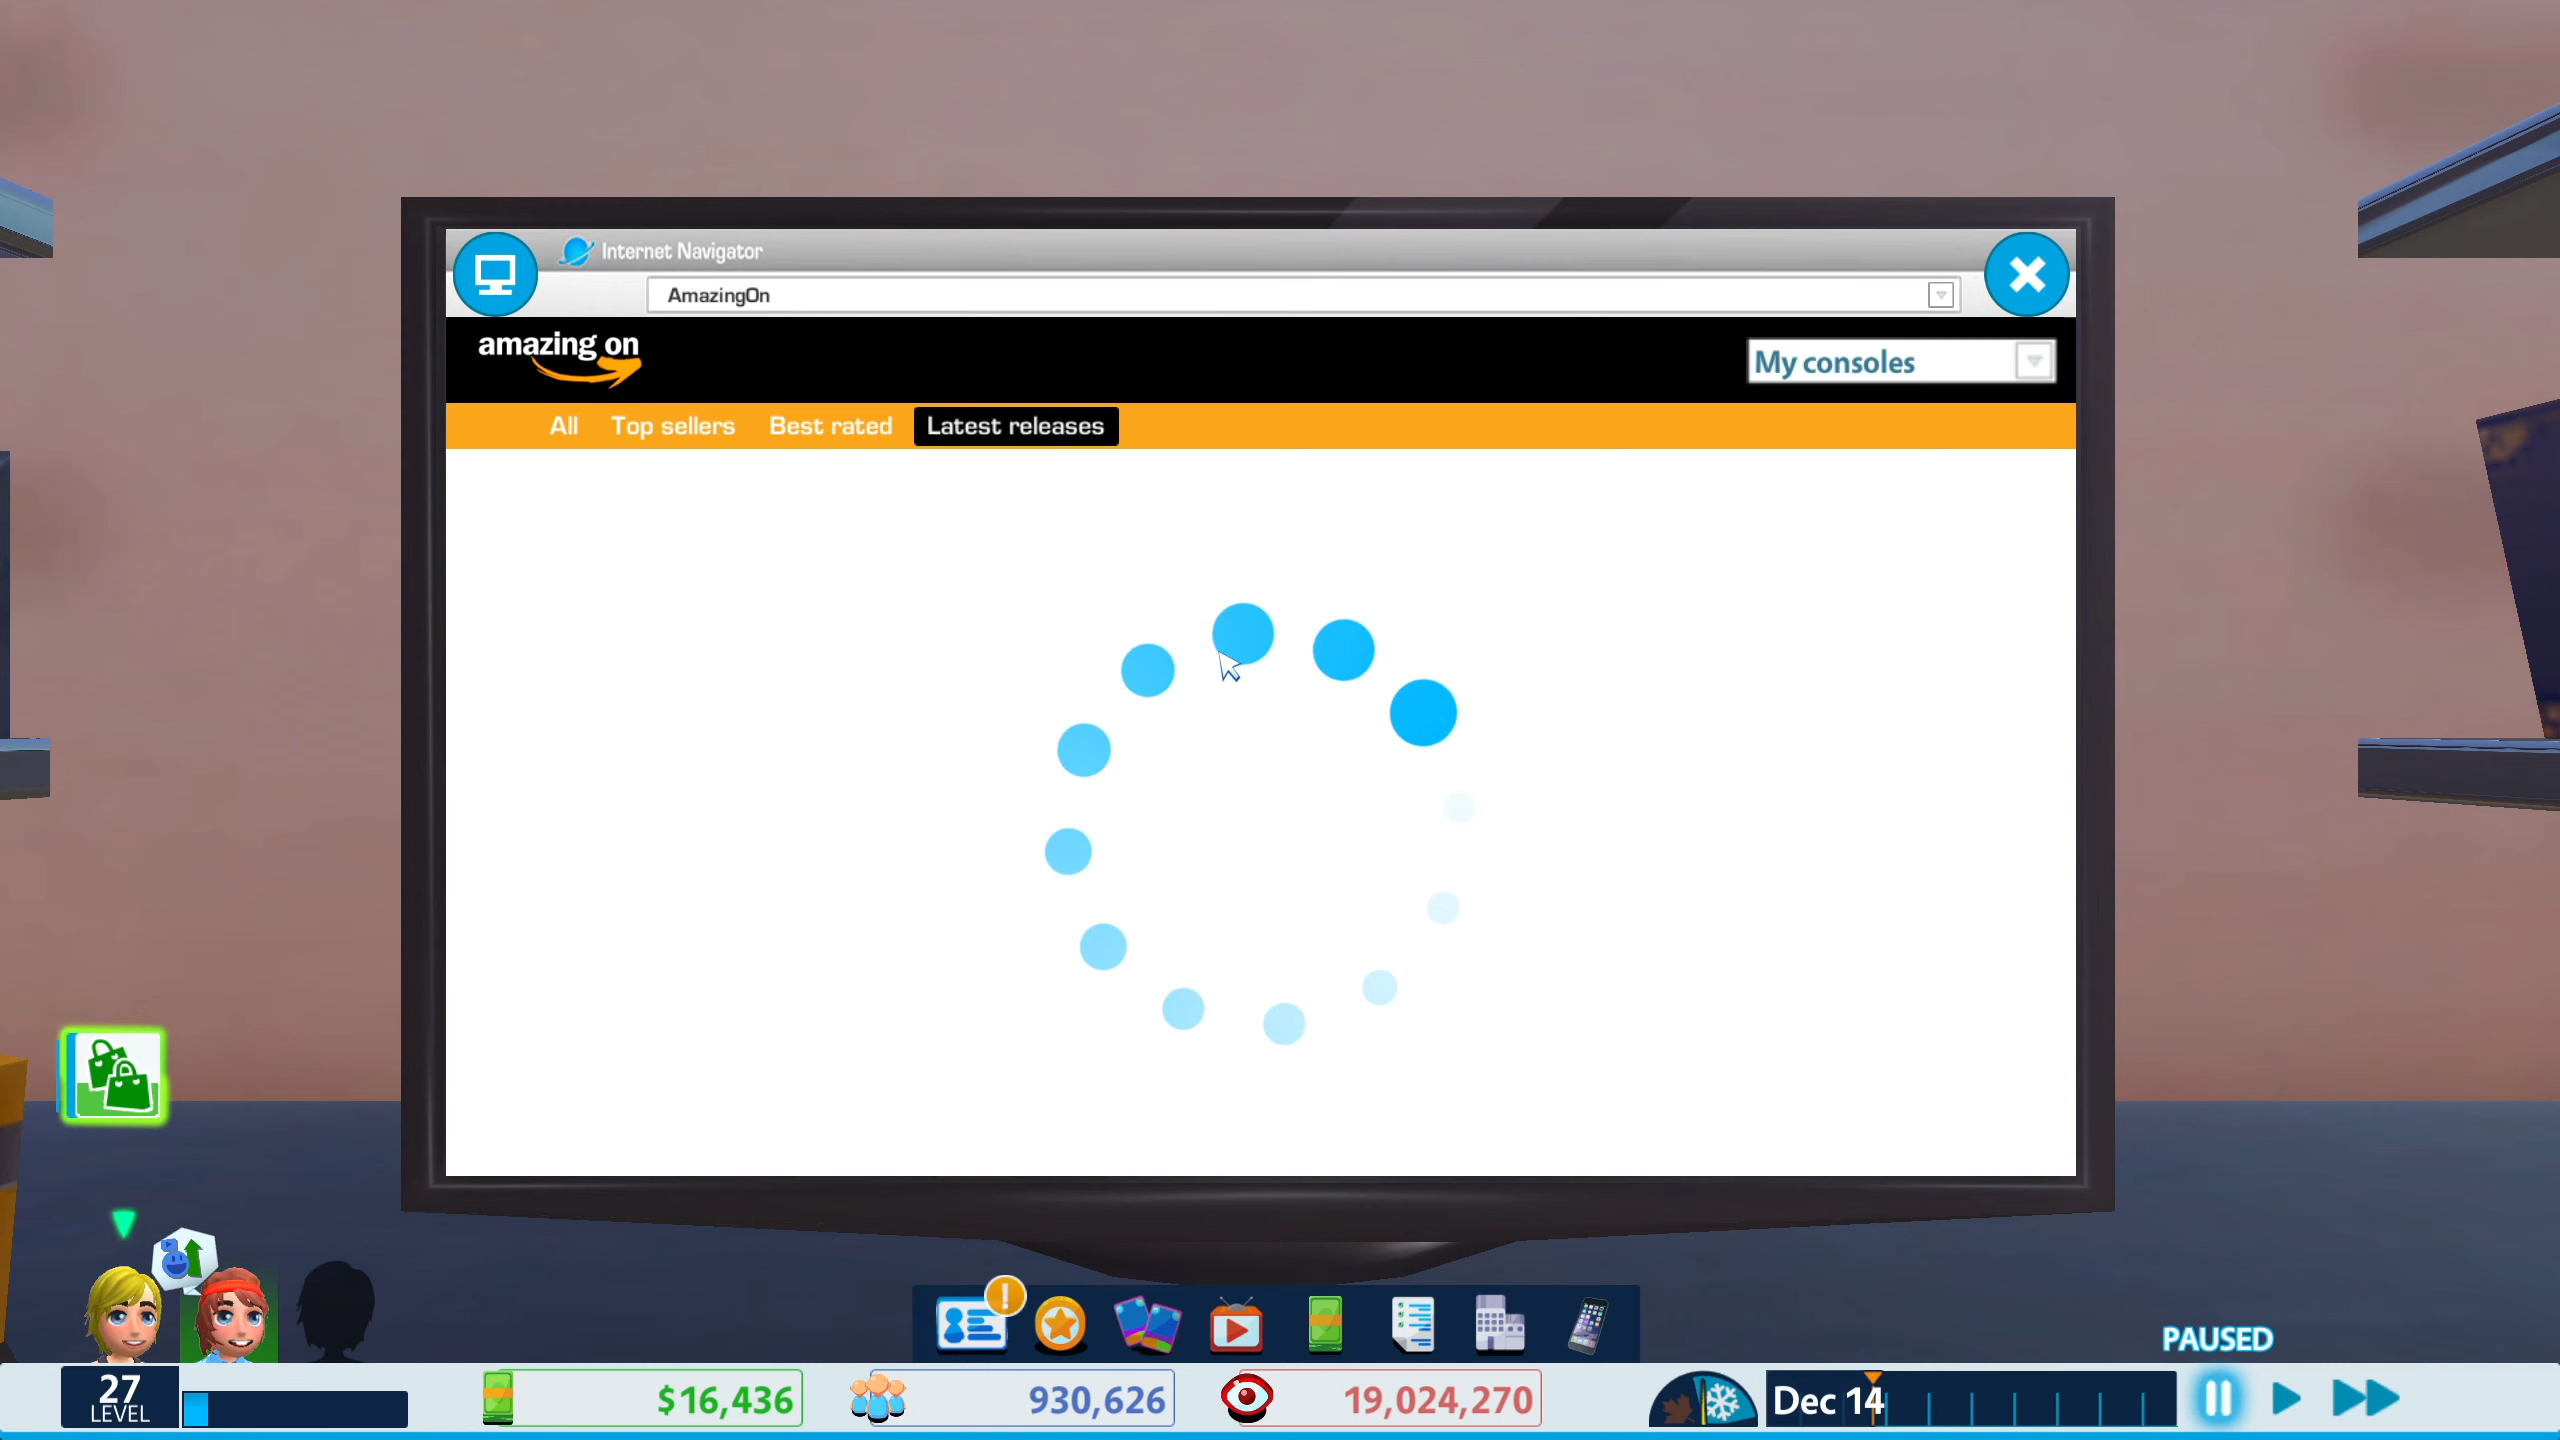 Internet Navigator
AmazingOn
amazing on
My consoles
All Top sellers Best rated Latest releases
!
PAUSED
27
LEVEL
$16,436
930,626
19,024,270
Dec 14